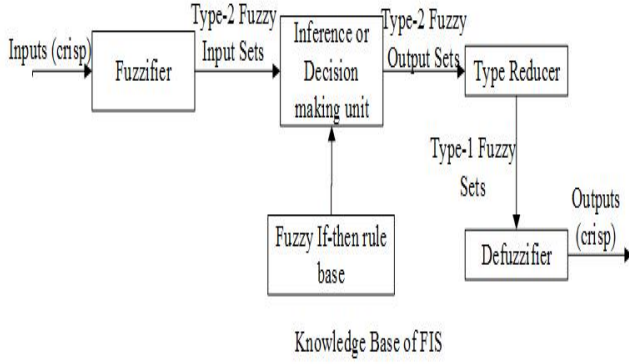 Inputs (crisp)
Fuzzifier
Type-2 Fuzzy
Input Sets
Inference or
Decision
making unit
Type-2 Fuzzy
Output Sets
Type Reducer
Type-1 Fuzzy
Sets
Fuzzy If-then rule
base
Defuzzifier
Outputs
(crisp)
Knowledge Base of FIS